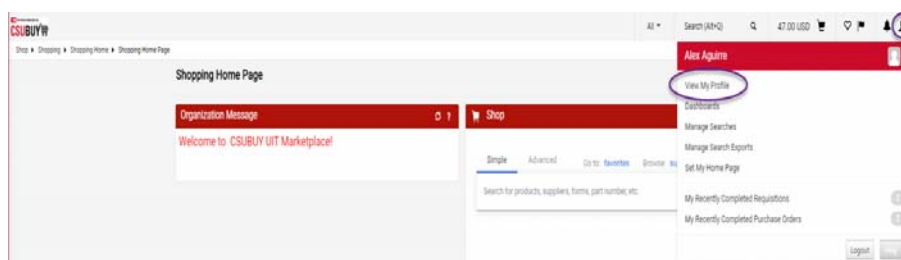 CSUBUY
All
Search (Alt+Q)
47.00 USD
Shop Shopping Shopping Home Shopping Home Page
Alex Aguirre
Shopping Home Page
View My Profile
Dashboards
Organization Message
?
Shop
Manage Searches
Welcome to CSUBUY UIT Marketplace!
Manage Search Exports
Simple
Advanced
Go to: favorites
Browse:
Set My Home Page
Search for products, suppliers, forms, part number, etc.
My Recently Completed Requisitions
My Recently Completed Purchase Orders
Logout